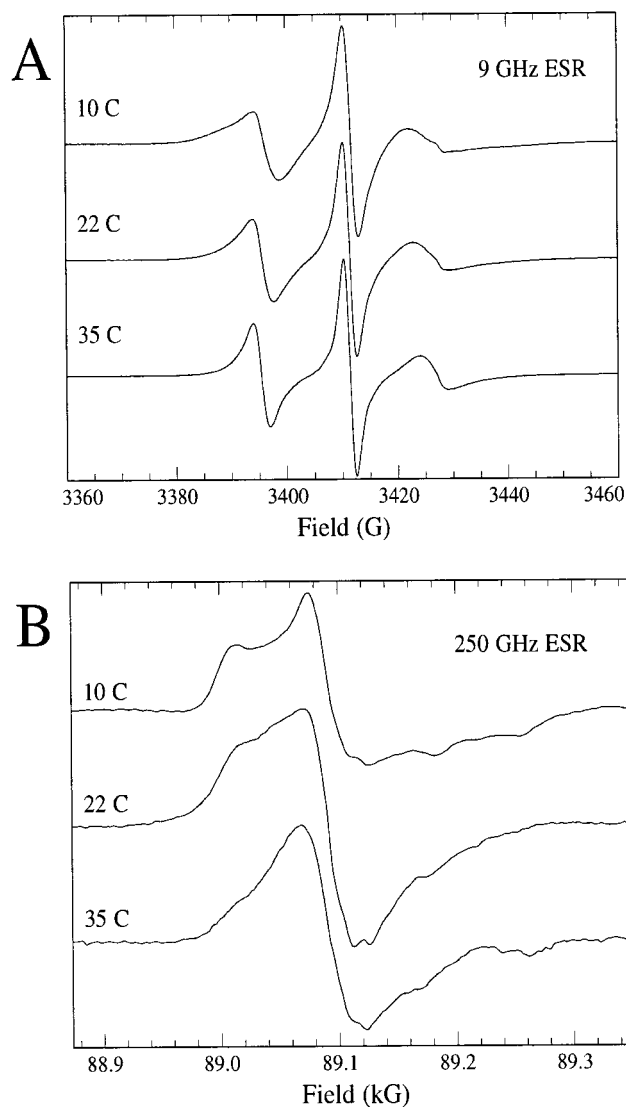 A
9 GHz ESR
10 C
22 C
35 C
3360 3380 3400 3420 3440 3460
Field (G)
B
250 GHz ESR
10 C
22 C
35 C
88.9 89.0 89.1 89.2 89.3
Field (kG)